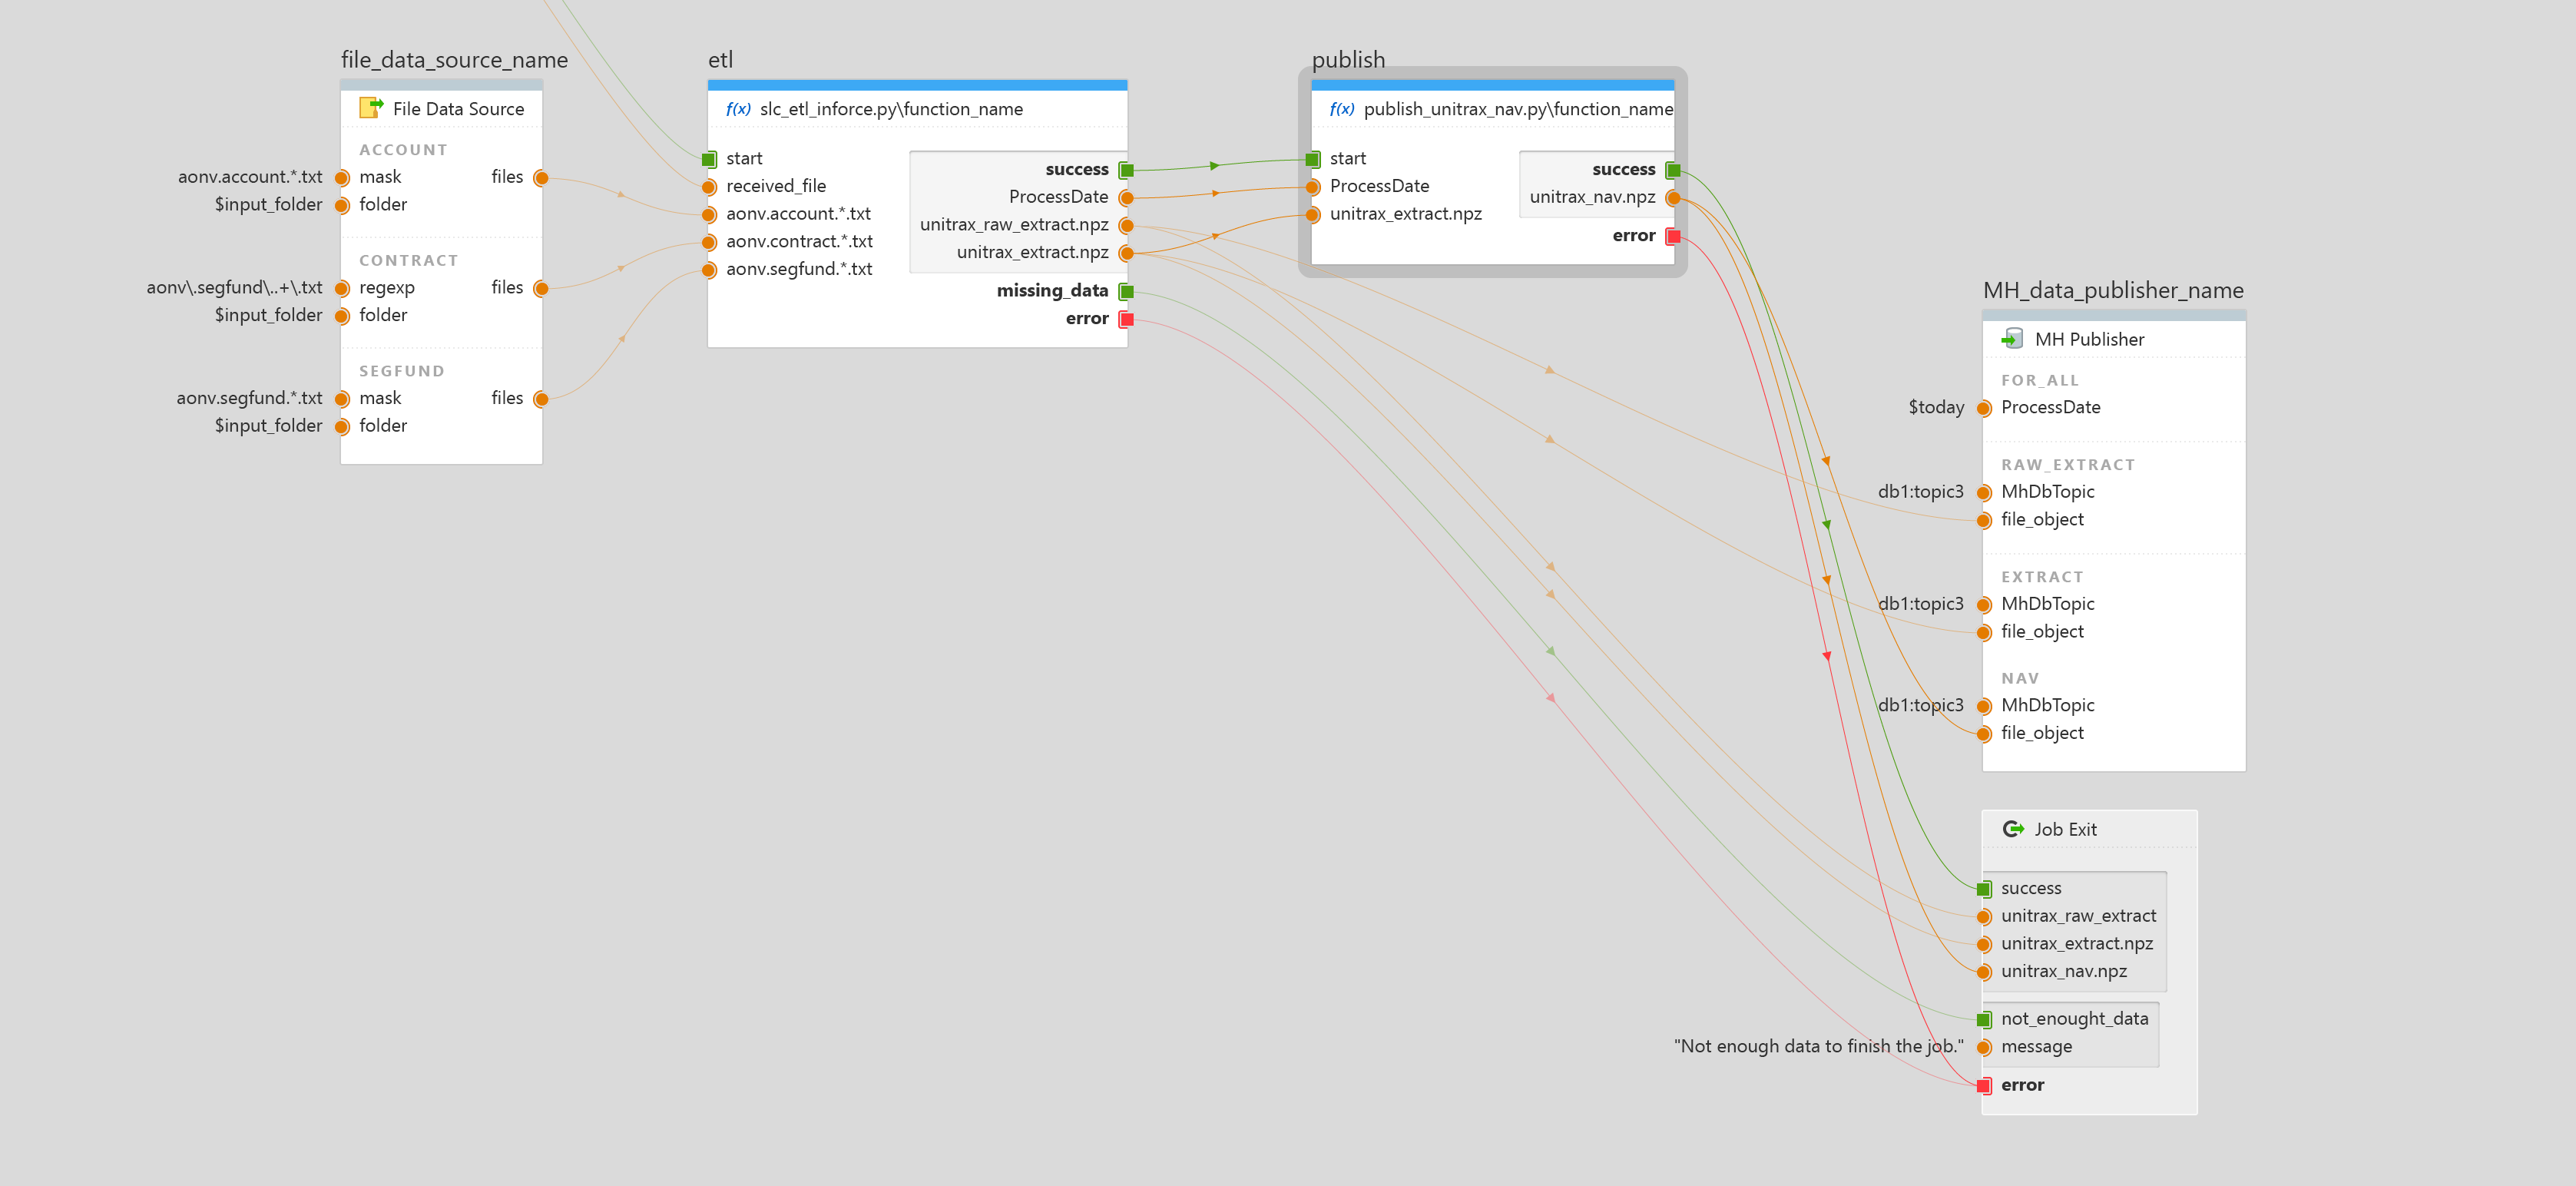 file_data_source_name
File Data Source
ACCOUNT
aonv.account.*.txt mask files
$input_folder folder
CONTRACT
aonv\.segfund\..+\.txt regexp files
$input_folder folder
SEGFUND
aonv.segfund.*.txt mask files
$input_folder folder
etl
f(x) slc_etl_inforce.py\function_name
start
received_file
aonv.account.*.txt
aonv.contract.*.txt
aonv.segfund.*.txt
success
ProcessDate
unitrax_raw_extract.npz
unitrax_extract.npz
missing_data
error
publish
f(x) publish_unitrax_nav.py\function_name
start
ProcessDate
unitrax_extract.npz
success
unitrax_nav.npz
error
MH_data_publisher_name
MH Publisher
FOR_ALL
$today ProcessDate
RAW_EXTRACT
db1:topic3 MhDbTopic
file_object
EXTRACT
db1:topic3 MhDbTopic
file_object
NAV
db1:topic3 MhDbTopic
file_object
Job Exit
success
unitrax_raw_extract
unitrax_extract.npz
unitrax_nav.npz
not_enought_data
"Not enough data to finish the job." message
error